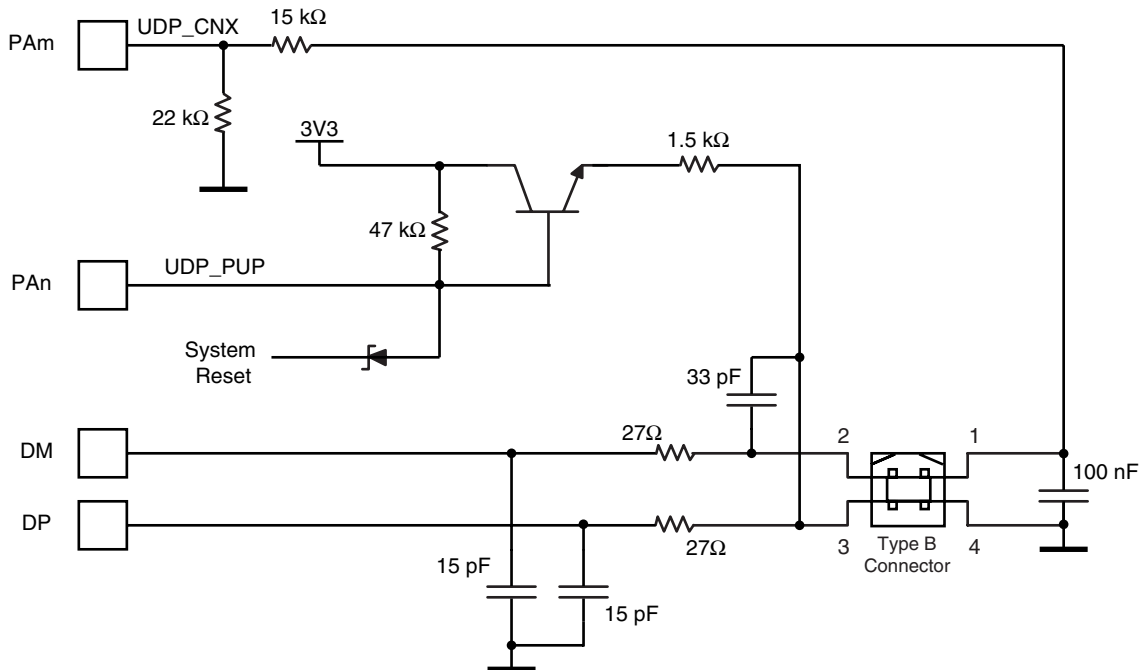 PAm
UDP_CNX
15 kΩ
22 kΩ
3V3
1.5 kΩ
47 kΩ
PAn
UDP_PUP
System
Reset
33 pF
DM
27Ω
2
1
100 nF
DP
27Ω
3
Type B
Connector
4
15 pF
15 pF